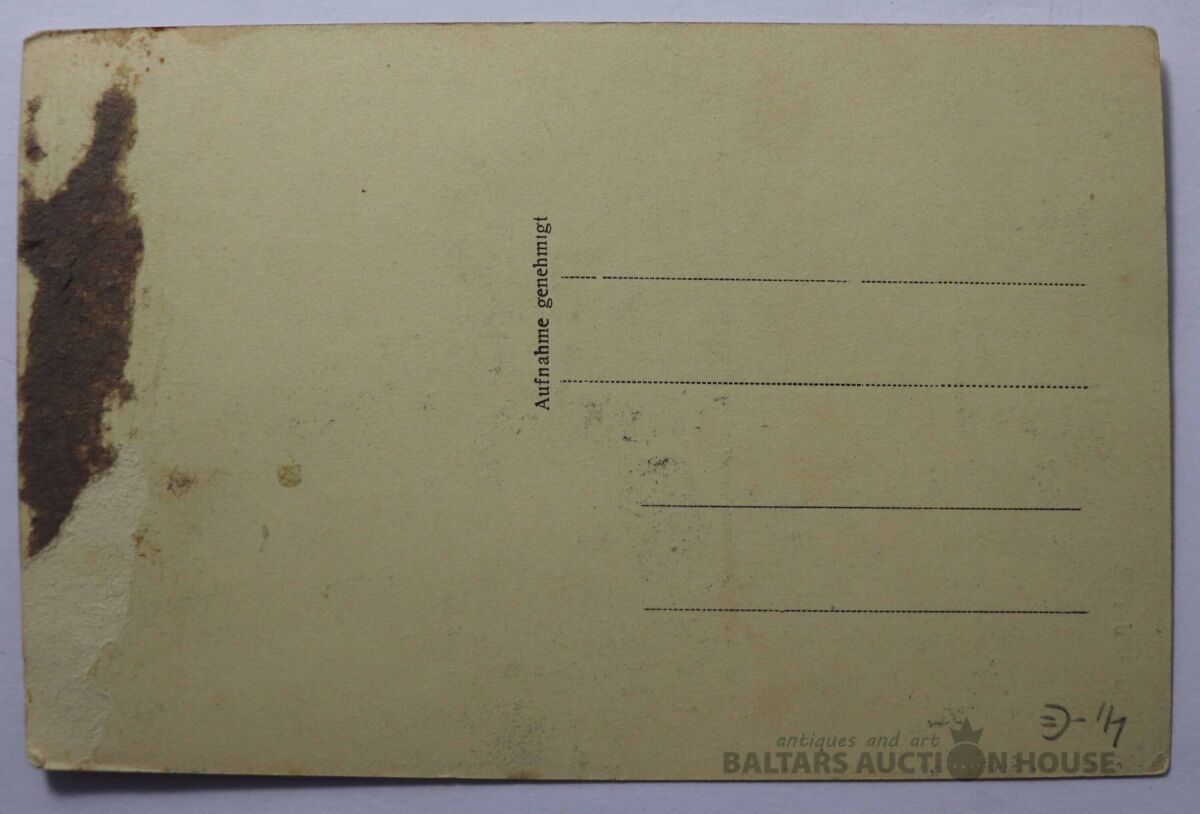 Aufnahme genehmigt
antiques and art
BALTARS AUCTION HOUSE